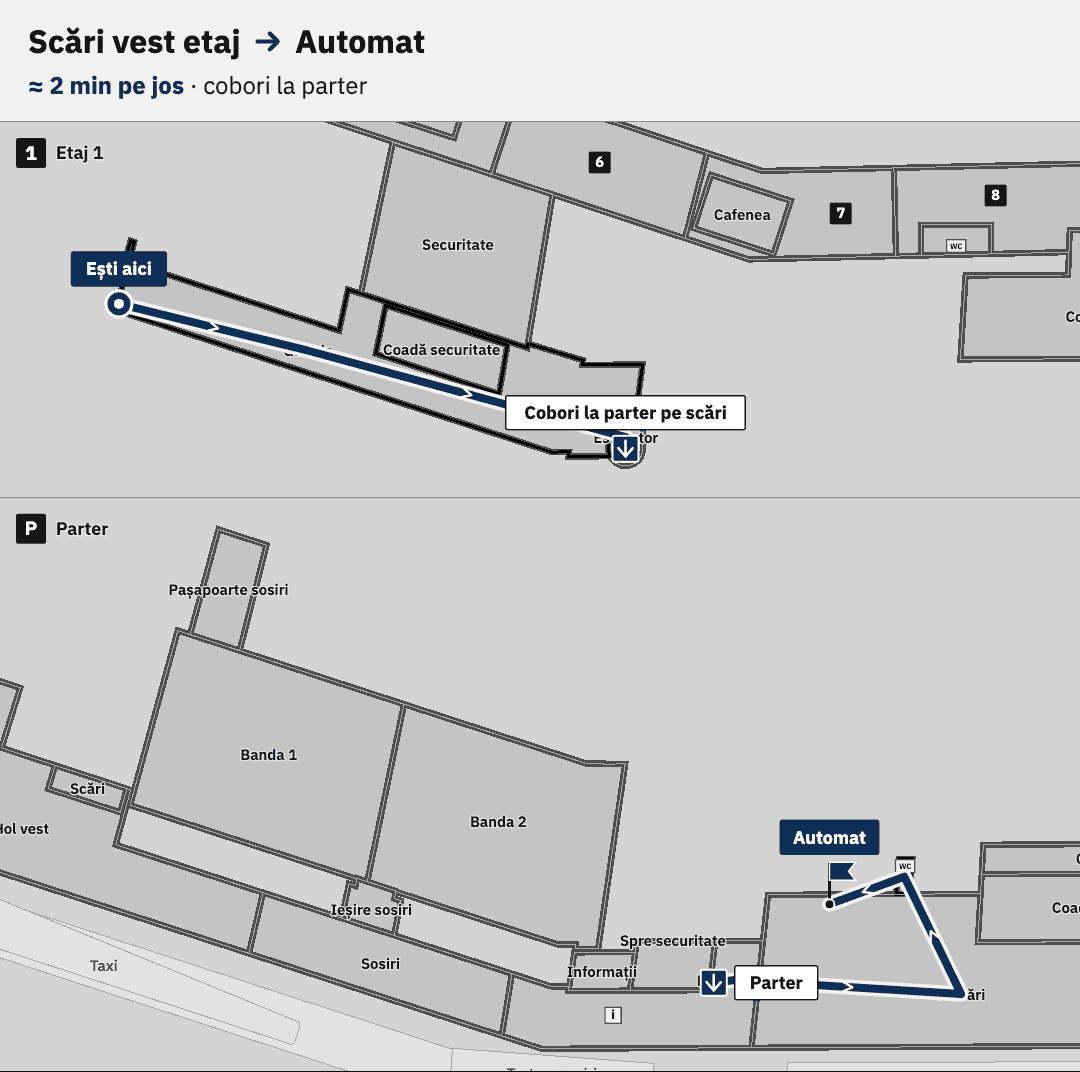 Scări vest etaj → Automat
≈ 2 min pe jos · cobori la parter
1 Etaj 1
6
Cafenea
7
8
wc
Securitate
Ești aici
Coadă securitate
Cobori la parter pe scări
P Parter
Pașapoarte sosiri
Banda 1
Scări
Banda 2
Hol vest
Automat
wc
Ieșire sosiri
Spre securitate
Sosiri
Informații
Taxi
Parter
i